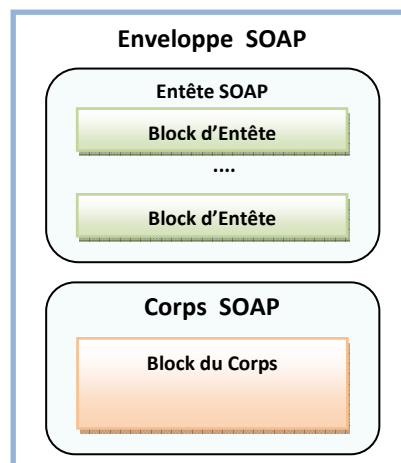 Enveloppe SOAP
Entête SOAP
Block d’Entête
....
Block d’Entête
Corps SOAP
Block du Corps